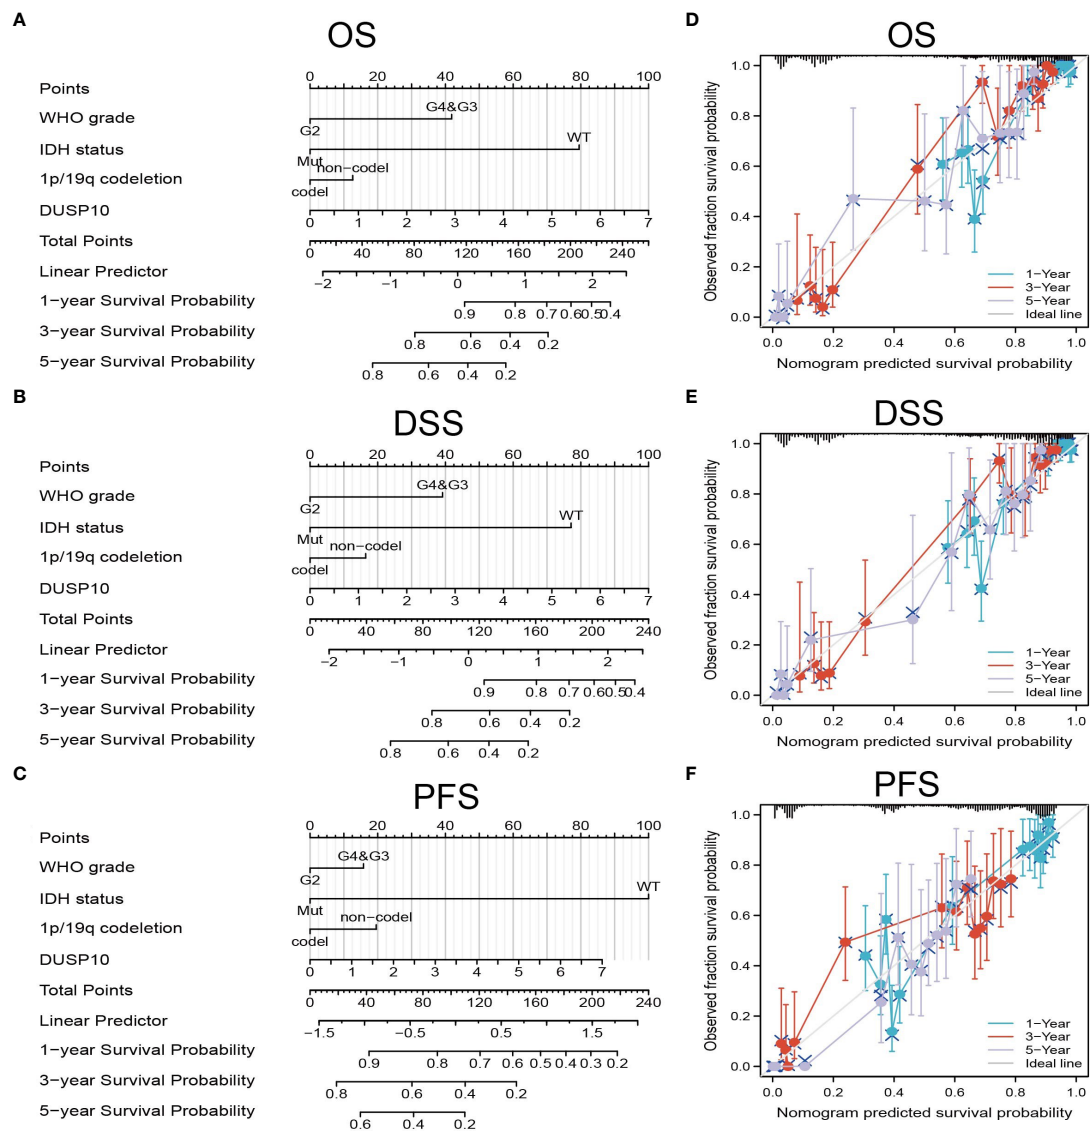 A
OS
Points
0 20 40 60 80 100
WHO grade
G2
G4&G3
IDH status
Mut
WT
1p/19q codeletion
codel
non−codel
DUSP10
0 1 2 3 4 5 6 7
Total Points
0 40 80 120 160 200 240
Linear Predictor
−2 −1 0 1 2
1−year Survival Probability
0.9 0.8 0.7 0.6 0.5 0.4
3−year Survival Probability
0.8 0.6 0.4 0.2
5−year Survival Probability
0.8 0.6 0.4 0.2
B
DSS
Points
0 20 40 60 80 100
WHO grade
G2
G4&G3
IDH status
Mut
WT
1p/19q codeletion
codel
non−codel
DUSP10
0 1 2 3 4 5 6 7
Total Points
0 40 80 120 160 200 240
Linear Predictor
−2 −1 0 1 2
1−year Survival Probability
0.9 0.8 0.7 0.6 0.5 0.4
3−year Survival Probability
0.8 0.6 0.4 0.2
5−year Survival Probability
0.8 0.6 0.4 0.2
C
PFS
Points
0 20 40 60 80 100
WHO grade
G2
G4&G3
IDH status
Mut
WT
1p/19q codeletion
codel
non−codel
DUSP10
0 1 2 3 4 5 6 7
Total Points
0 40 80 120 160 200 240
Linear Predictor
−1.5 −0.5 0.5 1.5
1−year Survival Probability
0.9 0.8 0.7 0.6 0.5 0.4 0.3 0.2
3−year Survival Probability
0.8 0.6 0.4 0.2
5−year Survival Probability
0.6 0.4 0.2
D
OS
Observed fraction survival probability
1.0
0.8
0.6
0.4
0.2
0.0
1−Year
3−Year
5−Year
Ideal line
0.0 0.2 0.4 0.6 0.8 1.0
Nomogram predicted survival probability
E
DSS
Observed fraction survival probability
1.0
0.8
0.6
0.4
0.2
0.0
1−Year
3−Year
5−Year
Ideal line
0.0 0.2 0.4 0.6 0.8 1.0
Nomogram predicted survival probability
F
PFS
Observed fraction survival probability
1.0
0.8
0.6
0.4
0.2
0.0
1−Year
3−Year
5−Year
Ideal line
0.0 0.2 0.4 0.6 0.8 1.0
Nomogram predicted survival probability